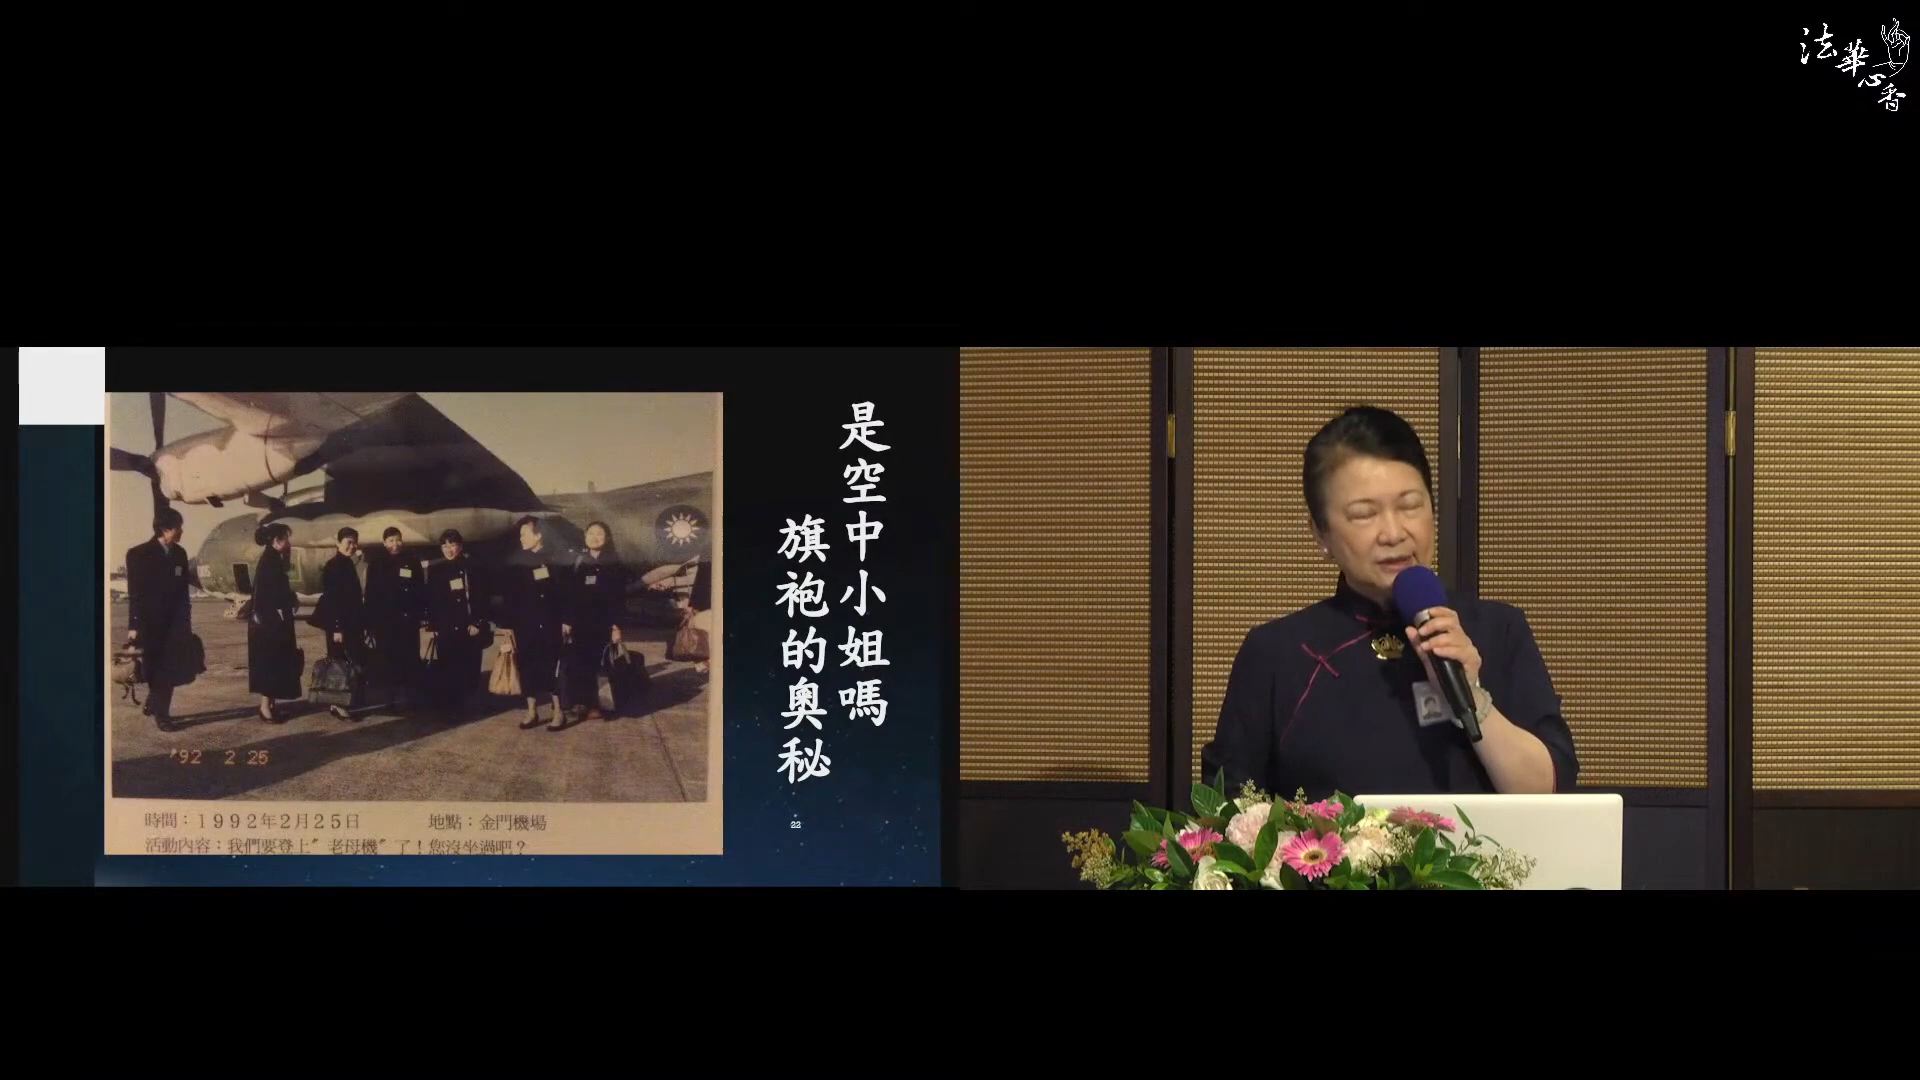 法華心香
是空中小姐嗎
旗袍的奧秘
'92 2 25
時間：1992年2月25日 地點：金門機場
活動內容：我們要登上"老母機"了！您沒坐過吧？
22